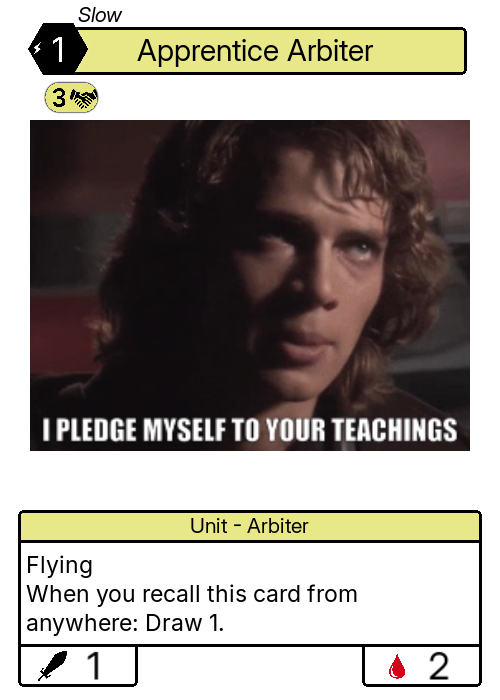 Slow
1
Apprentice Arbiter
3
I PLEDGE MYSELF TO YOUR TEACHINGS
Unit - Arbiter
Flying
When you recall this card from
anywhere: Draw 1.
1
2